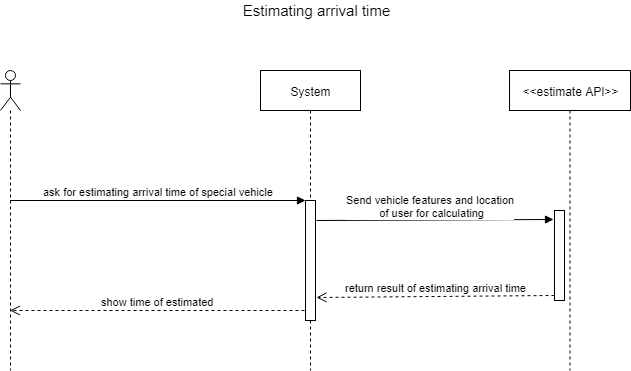 Estimating arrival time
System
<<estimate API>>
ask for estimating arrival time of special vehicle
Send vehicle features and location
of user for calculating
return result of estimating arrival time
show time of estimated